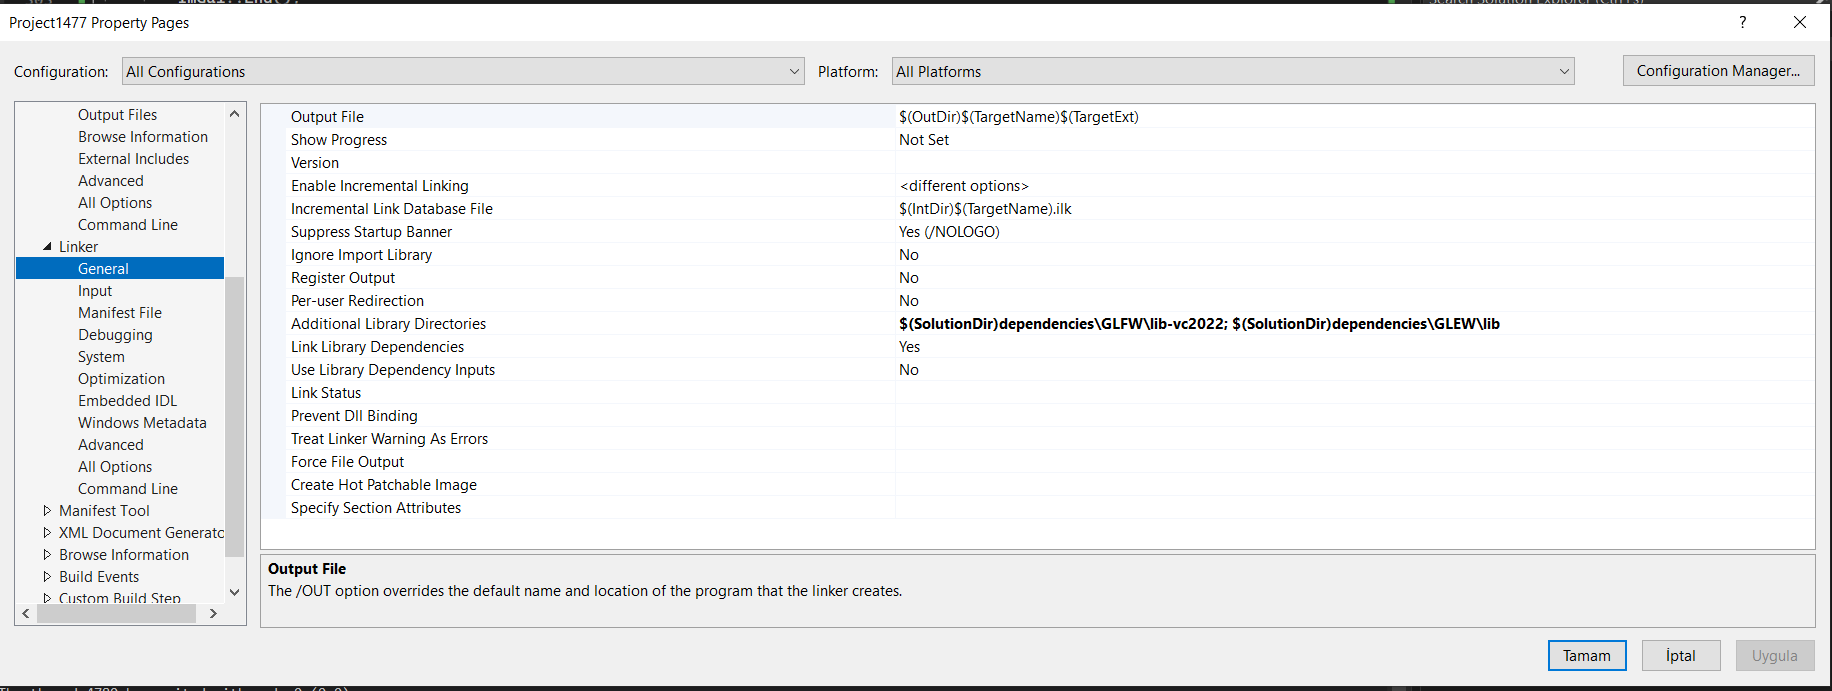 Project1477 Property Pages
?
Configuration: All Configurations Platform: All Platforms Configuration Manager...
Output Files
Browse Information
External Includes
Advanced
All Options
Command Line
Linker
General
Input
Manifest File
Debugging
System
Optimization
Embedded IDL
Windows Metadata
Advanced
All Options
Command Line
Manifest Tool
XML Document Generato
Browse Information
Build Events
Custom Build Step
Output File $(OutDir)$(TargetName)$(TargetExt)
Show Progress Not Set
Version
Enable Incremental Linking <different options>
Incremental Link Database File $(IntDir)$(TargetName).ilk
Suppress Startup Banner Yes (/NOLOGO)
Ignore Import Library No
Register Output No
Per-user Redirection No
Additional Library Directories $(SolutionDir)dependencies\GLFW\lib-vc2022; $(SolutionDir)dependencies\GLEW\lib
Link Library Dependencies Yes
Use Library Dependency Inputs No
Link Status
Prevent Dll Binding
Treat Linker Warning As Errors
Force File Output
Create Hot Patchable Image
Specify Section Attributes
Output File
The /OUT option overrides the default name and location of the program that the linker creates.
Tamam İptal Uygula